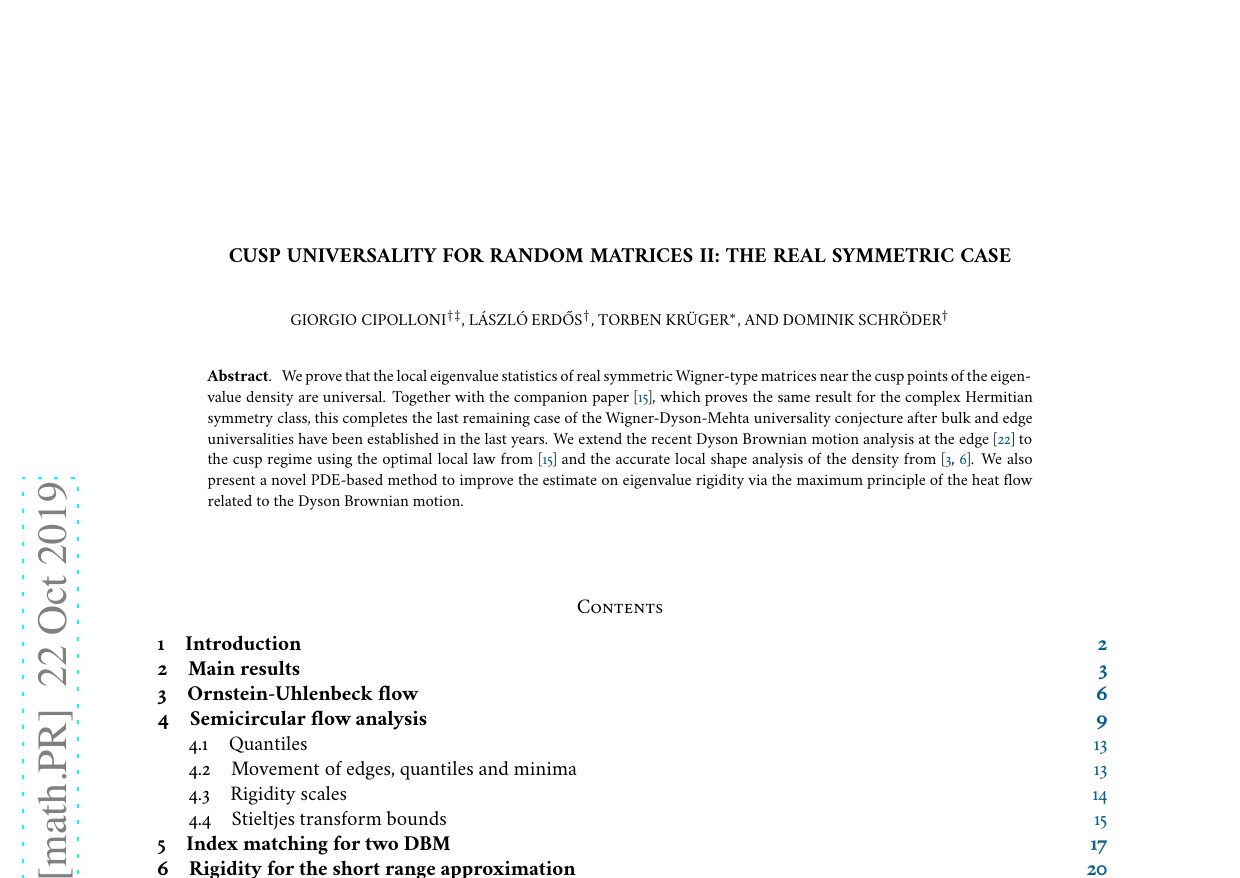 CUSP UNIVERSALITY FOR RANDOM MATRICES II: THE REAL SYMMETRIC CASE
GIORGIO CIPOLLONI†‡, LÁSZLÓ ERDŐS†, TORBEN KRÜGER*, AND DOMINIK SCHRÖDER†
Abstract. We prove that the local eigenvalue statistics of real symmetric Wigner-type matrices near the cusp points of the eigen-
value density are universal. Together with the companion paper [15], which proves the same result for the complex Hermitian
symmetry class, this completes the last remaining case of the Wigner-Dyson-Mehta universality conjecture after bulk and edge
universalities have been established in the last years. We extend the recent Dyson Brownian motion analysis at the edge [22] to
the cusp regime using the optimal local law from [15] and the accurate local shape analysis of the density from [3, 6]. We also
present a novel PDE-based method to improve the estimate on eigenvalue rigidity via the maximum principle of the heat flow
related to the Dyson Brownian motion.
Contents
1 Introduction 2
2 Main results 3
3 Ornstein-Uhlenbeck flow 6
4 Semicircular flow analysis 9
4.1 Quantiles 13
4.2 Movement of edges, quantiles and minima 13
4.3 Rigidity scales 14
4.4 Stieltjes transform bounds 15
5 Index matching for two DBM 17
6 Rigidity for the short range approximation 20
[math.PR] 22 Oct 2019